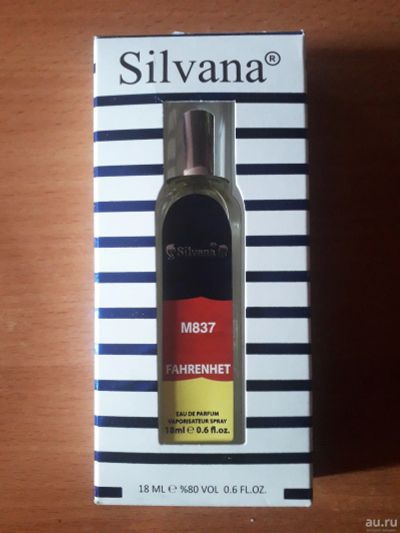 Silvana®
Silvana®
M837
FAHRENHET
EAU DE PARFUM
VAPORISATEUR SPRAY
18ml ℮ 0.6 fl.oz.
18 ML ℮ %80 VOL 0.6 FL.OZ.
au.ru